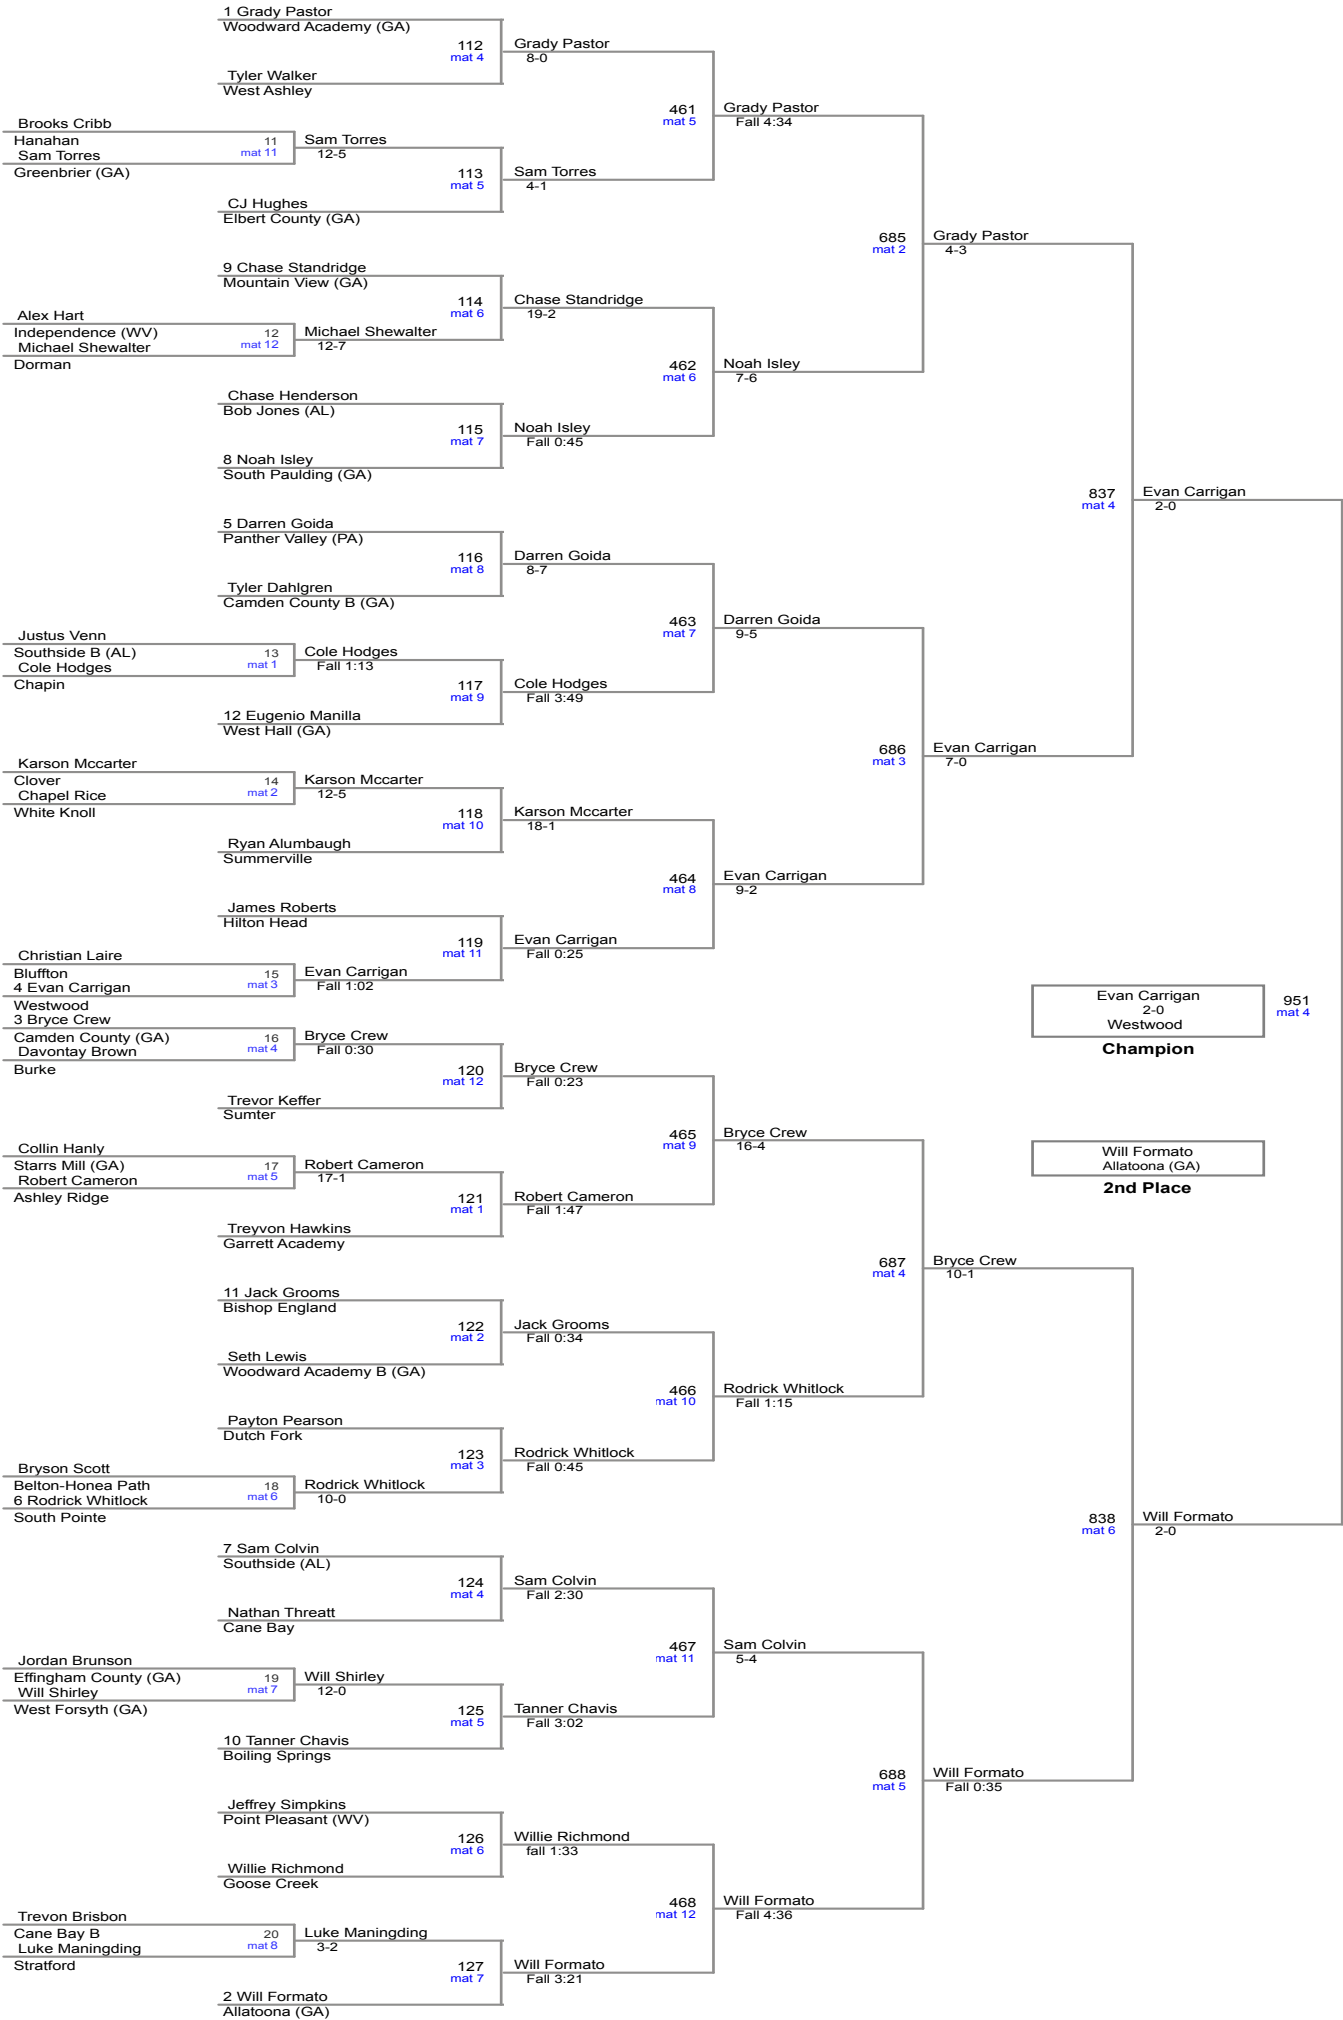 1 Grady Pastor
Woodward Academy (GA)
112
mat 4
Grady Pastor
8-0
Tyler Walker
West Ashley
461
mat 5
Grady Pastor
Fall 4:34
Brooks Cribb
Hanahan
11
mat 11
Sam Torres
Greenbrier (GA)
Sam Torres
12-5
113
mat 5
Sam Torres
4-1
CJ Hughes
Elbert County (GA)
685
mat 2
Grady Pastor
4-3
9 Chase Standridge
Mountain View (GA)
114
mat 6
Chase Standridge
19-2
Alex Hart
Independence (WV)
12
mat 12
Michael Shewalter
Dorman
Michael Shewalter
12-7
462
mat 6
Noah Isley
7-6
Chase Henderson
Bob Jones (AL)
115
mat 7
Noah Isley
Fall 0:45
8 Noah Isley
South Paulding (GA)
837
mat 4
Evan Carrigan
2-0
5 Darren Goida
Panther Valley (PA)
116
mat 8
Darren Goida
8-7
Tyler Dahlgren
Camden County B (GA)
463
mat 7
Darren Goida
9-5
Justus Venn
Southside B (AL)
13
mat 1
Cole Hodges
Chapin
Cole Hodges
Fall 1:13
117
mat 9
Cole Hodges
Fall 3:49
12 Eugenio Manilla
West Hall (GA)
686
mat 3
Evan Carrigan
7-0
Karson Mccarter
Clover
14
mat 2
Chapel Rice
White Knoll
Karson Mccarter
12-5
118
mat 10
Karson Mccarter
18-1
Ryan Alumbaugh
Summerville
464
mat 8
Evan Carrigan
9-2
James Roberts
Hilton Head
119
mat 11
Evan Carrigan
Fall 0:25
Christian Laire
Bluffton
15
mat 3
4 Evan Carrigan
Westwood
Evan Carrigan
Fall 1:02
Evan Carrigan
2-0
Westwood
Champion
951
mat 4
3 Bryce Crew
Camden County (GA)
16
mat 4
Davontay Brown
Burke
Bryce Crew
Fall 0:30
120
mat 12
Bryce Crew
Fall 0:23
Trevor Keffer
Sumter
465
mat 9
Bryce Crew
16-4
Will Formato
Allatoona (GA)
2nd Place
Collin Hanly
Starrs Mill (GA)
17
mat 5
Robert Cameron
Ashley Ridge
Robert Cameron
17-1
121
mat 1
Robert Cameron
Fall 1:47
Treyvon Hawkins
Garrett Academy
687
mat 4
Bryce Crew
10-1
11 Jack Grooms
Bishop England
122
mat 2
Jack Grooms
Fall 0:34
Seth Lewis
Woodward Academy B (GA)
466
mat 10
Rodrick Whitlock
Fall 1:15
Payton Pearson
Dutch Fork
123
mat 3
Rodrick Whitlock
Fall 0:45
Bryson Scott
Belton-Honea Path
18
mat 6
6 Rodrick Whitlock
South Pointe
Rodrick Whitlock
10-0
838
mat 6
Will Formato
2-0
7 Sam Colvin
Southside (AL)
124
mat 4
Sam Colvin
Fall 2:30
Nathan Threatt
Cane Bay
467
mat 11
Sam Colvin
5-4
Jordan Brunson
Effingham County (GA)
19
mat 7
Will Shirley
West Forsyth (GA)
Will Shirley
12-0
125
mat 5
Tanner Chavis
Fall 3:02
10 Tanner Chavis
Boiling Springs
688
mat 5
Will Formato
Fall 0:35
Jeffrey Simpkins
Point Pleasant (WV)
126
mat 6
Willie Richmond
fall 1:33
Willie Richmond
Goose Creek
468
mat 12
Will Formato
Fall 4:36
Trevon Brisbon
Cane Bay B
20
mat 8
Luke Maningding
Stratford
Luke Maningding
3-2
127
mat 7
Will Formato
Fall 3:21
2 Will Formato
Allatoona (GA)